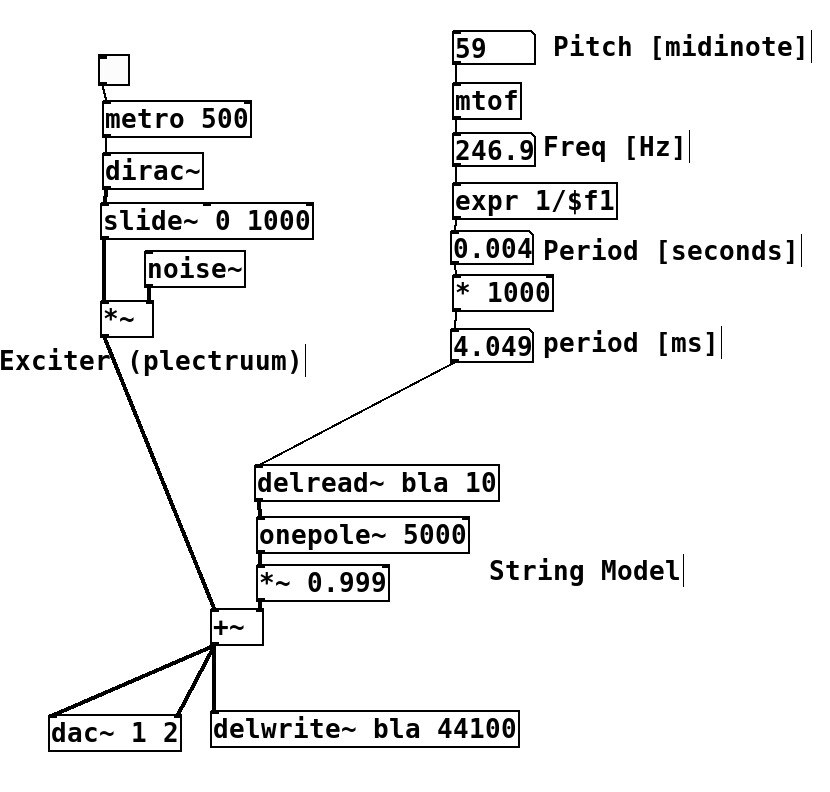 metro 500
dirac~
slide~ 0 1000
noise~
*~
Exciter (plectruum)
59
Pitch [midinote]
mtof
246.9
Freq [Hz]
expr 1/$f1
0.004
Period [seconds]
* 1000
4.049
period [ms]
delread~ bla 10
onepole~ 5000
*~ 0.999
String Model
+~
dac~ 1 2
delwrite~ bla 44100